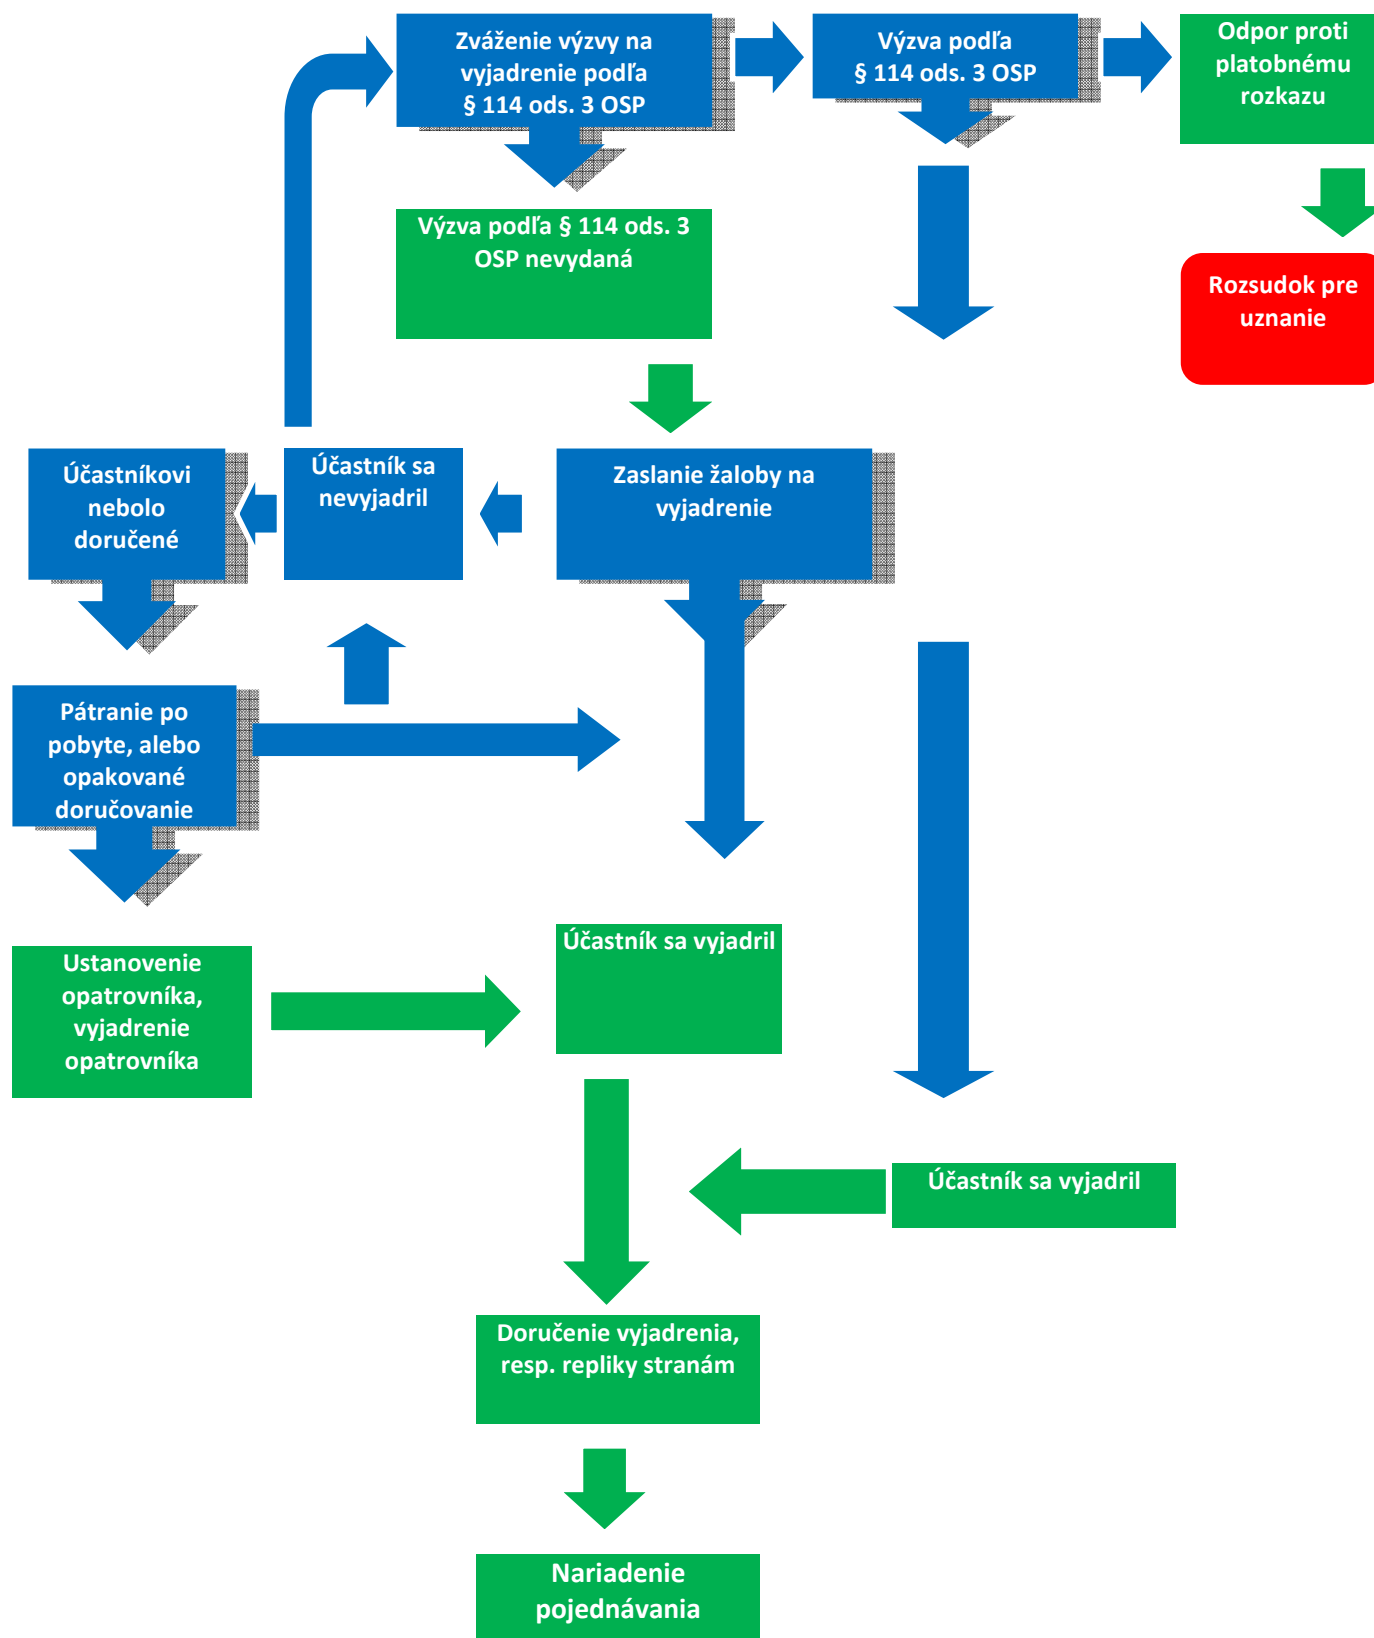 Zváženie výzvy na
vyjadrenie podľa
§ 114 ods. 3 OSP
Výzva podľa
§ 114 ods. 3 OSP
Odpor proti
platobnému
rozkazu
Výzva podľa § 114 ods. 3
OSP nevydaná
Rozsudok pre
uznanie
Účastníkovi
nebolo
doručené
Účastník sa
nevyjadril
Zaslanie žaloby na
vyjadrenie
Pátranie po
pobyte, alebo
opakované
doručovanie
Ustanovenie
opatrovníka,
vyjadrenie
opatrovníka
Účastník sa vyjadril
Účastník sa vyjadril
Doručenie vyjadrenia,
resp. repliky stranám
Nariadenie
pojednávania